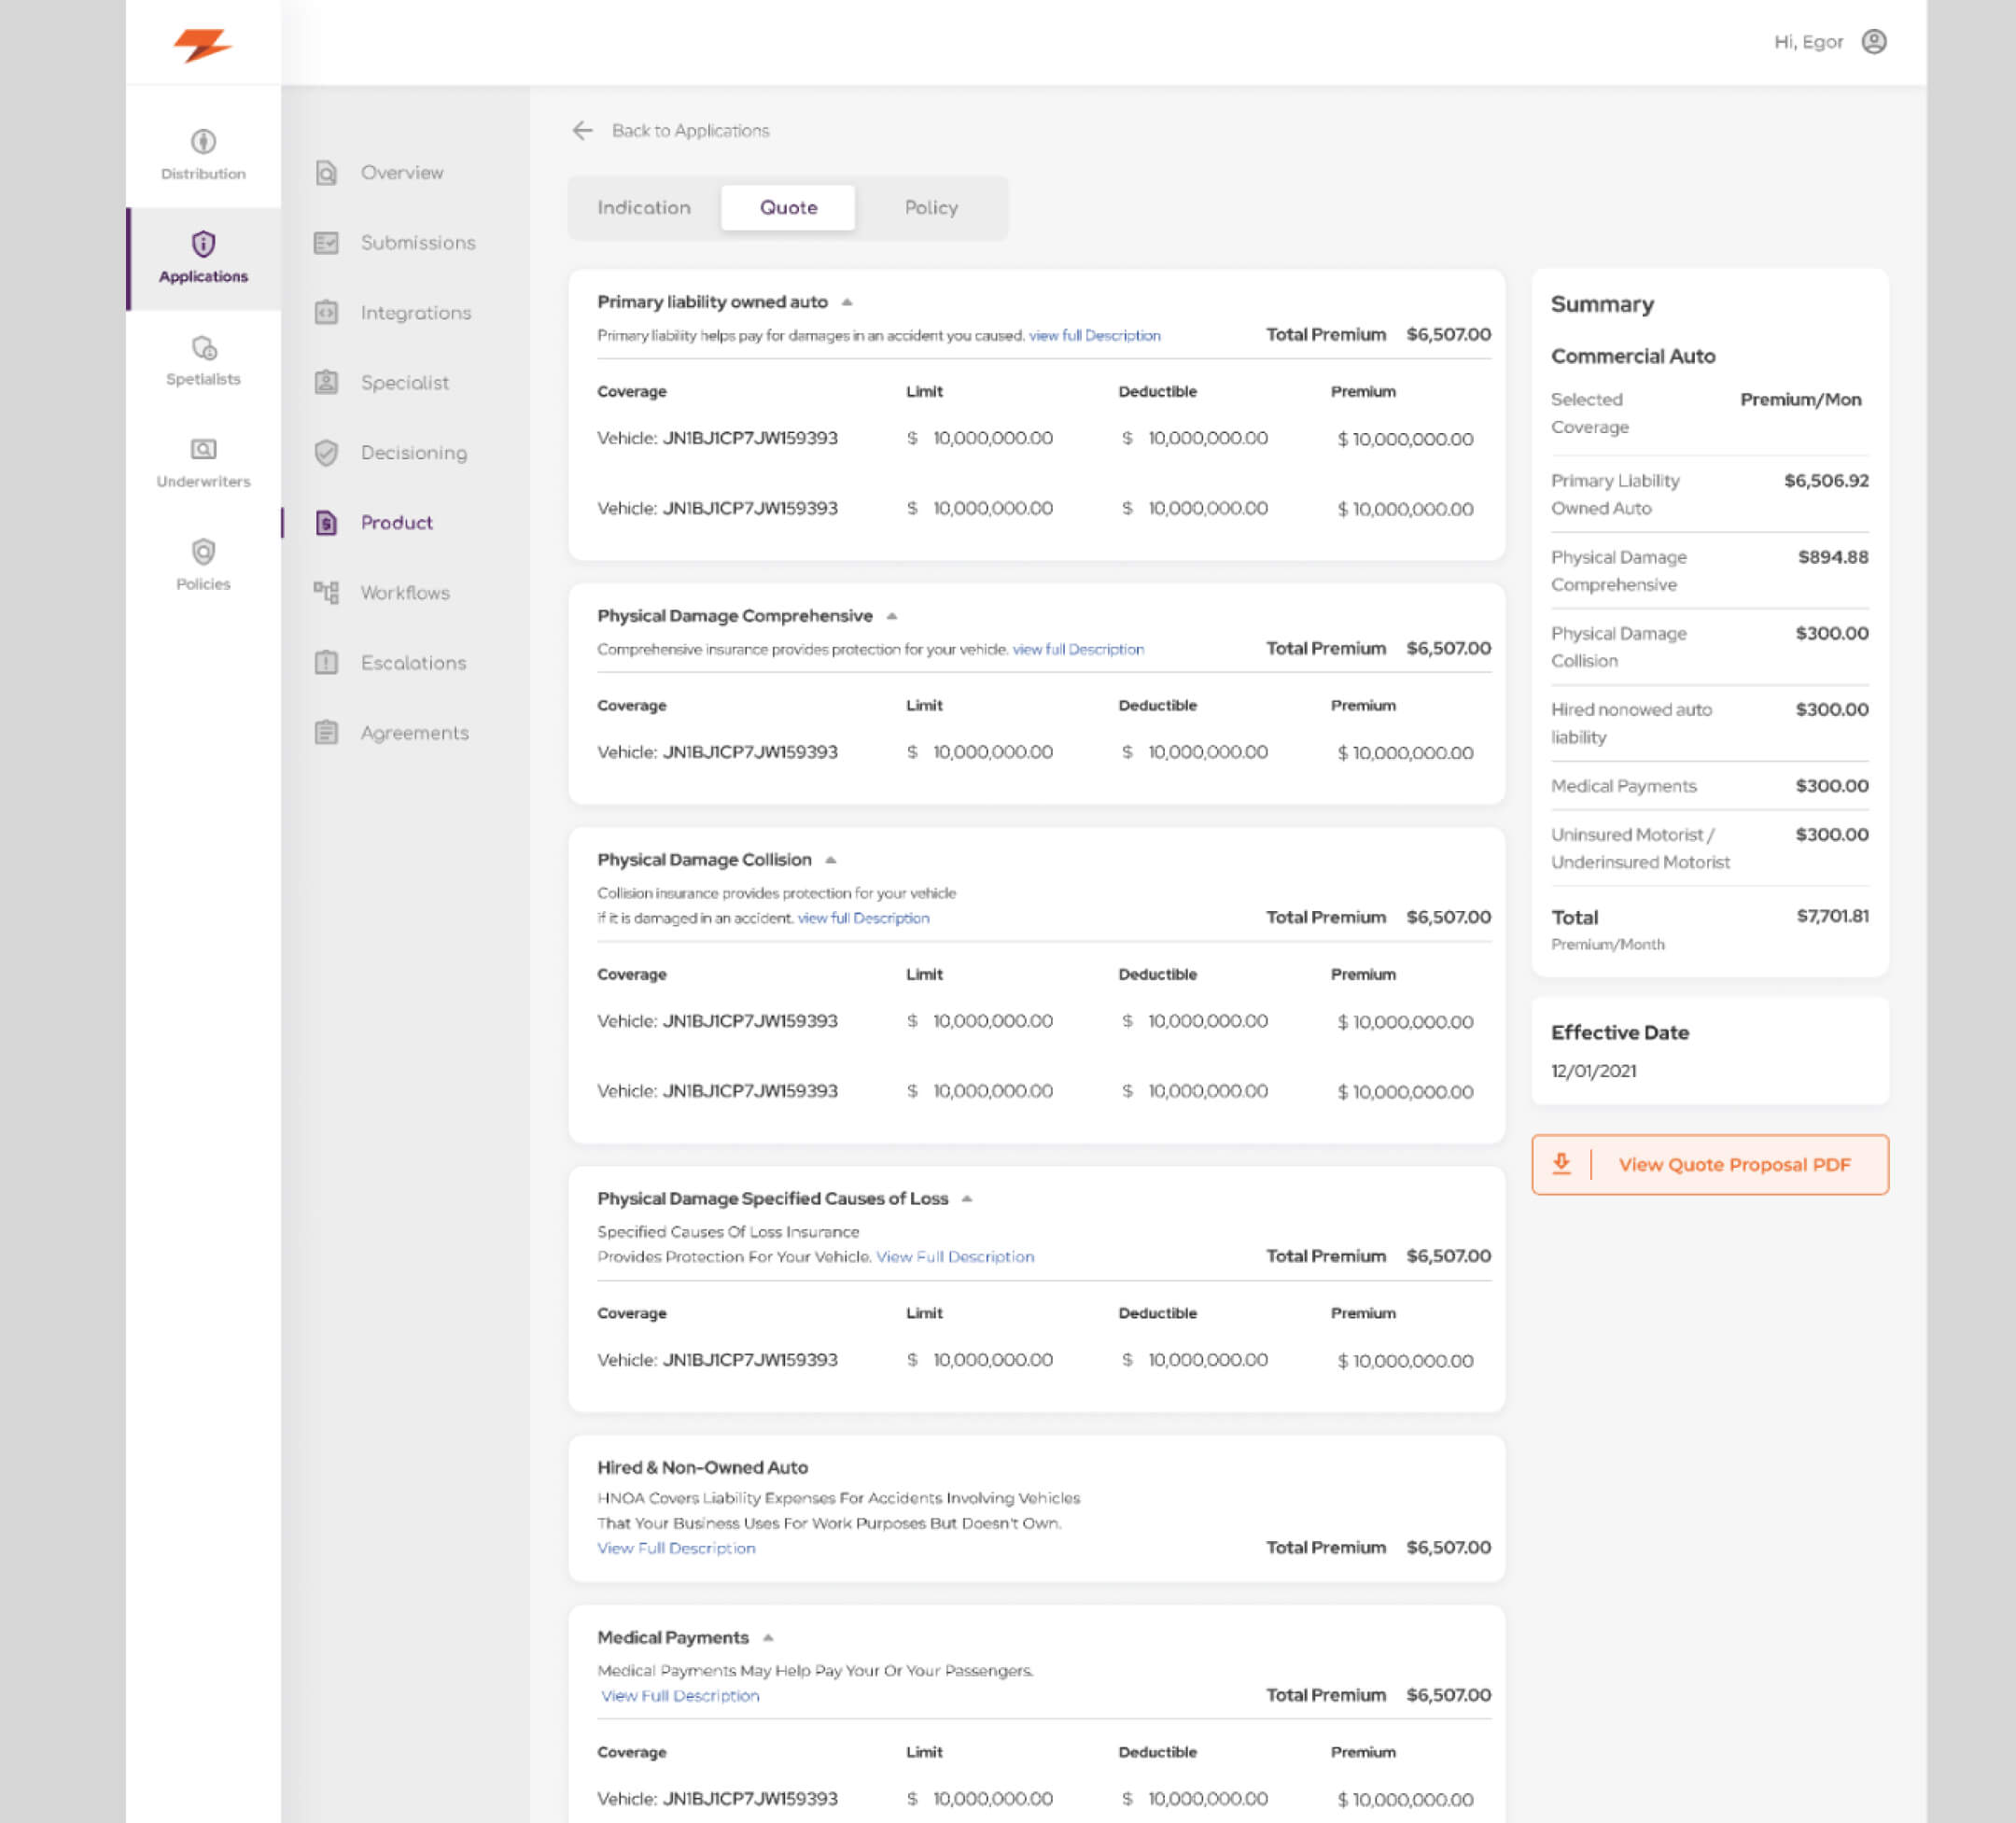 Hi, Egor
Distribution
Applications
Spetialists
Underwriters
Policies
Overview
Submissions
Integrations
Specialist
Decisioning
Product
Workflows
Escalations
Agreements
Back to Applications
Indication Quote Policy
Primary liability owned auto
Primary liability helps pay for damages in an accident you caused. view full Description Total Premium $6,507.00
Coverage Limit Deductible Premium
Vehicle: JN1BJ1CP7JW159393 $ 10,000,000.00 $ 10,000,000.00 $ 10,000,000.00
Vehicle: JN1BJ1CP7JW159393 $ 10,000,000.00 $ 10,000,000.00 $ 10,000,000.00
Physical Damage Comprehensive
Comprehensive insurance provides protection for your vehicle. view full Description Total Premium $6,507.00
Coverage Limit Deductible Premium
Vehicle: JN1BJ1CP7JW159393 $ 10,000,000.00 $ 10,000,000.00 $ 10,000,000.00
Physical Damage Collision
Collision insurance provides protection for your vehicle
if it is damaged in an accident. view full Description Total Premium $6,507.00
Coverage Limit Deductible Premium
Vehicle: JN1BJ1CP7JW159393 $ 10,000,000.00 $ 10,000,000.00 $ 10,000,000.00
Vehicle: JN1BJ1CP7JW159393 $ 10,000,000.00 $ 10,000,000.00 $ 10,000,000.00
Physical Damage Specified Causes of Loss
Specified Causes Of Loss Insurance
Provides Protection For Your Vehicle. View Full Description Total Premium $6,507.00
Coverage Limit Deductible Premium
Vehicle: JN1BJ1CP7JW159393 $ 10,000,000.00 $ 10,000,000.00 $ 10,000,000.00
Hired & Non-Owned Auto
HNOA Covers Liability Expenses For Accidents Involving Vehicles
That Your Business Uses For Work Purposes But Doesn't Own.
View Full Description Total Premium $6,507.00
Medical Payments
Medical Payments May Help Pay Your Or Your Passengers.
View Full Description Total Premium $6,507.00
Coverage Limit Deductible Premium
Vehicle: JN1BJ1CP7JW159393 $ 10,000,000.00 $ 10,000,000.00 $ 10,000,000.00
Summary
Commercial Auto
Selected Premium/Mon
Coverage
Primary Liability $6,506.92
Owned Auto
Physical Damage $894.88
Comprehensive
Physical Damage $300.00
Collision
Hired nonowed auto $300.00
liability
Medical Payments $300.00
Uninsured Motorist / $300.00
Underinsured Motorist
Total $7,701.81
Premium/Month
Effective Date
12/01/2021
View Quote Proposal PDF